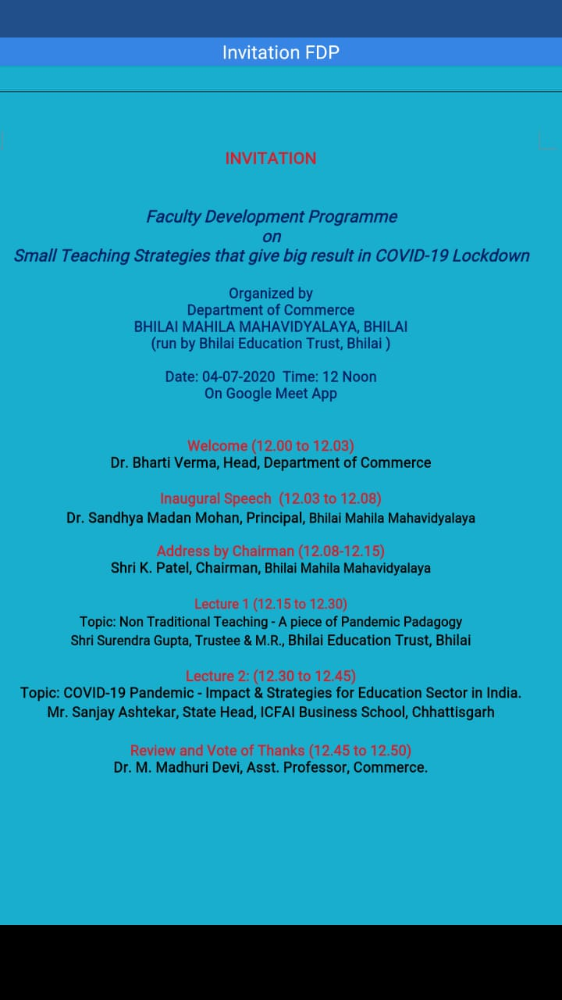 Invitation FDP
INVITATION
Faculty Development Programme
on
Small Teaching Strategies that give big result in COVID-19 Lockdown
Organized by
Department of Commerce
BHILAI MAHILA MAHAVIDYALAYA, BHILAI
(run by Bhilai Education Trust, Bhilai )
Date: 04-07-2020  Time: 12 Noon
On Google Meet App
Welcome (12.00 to 12.03)
Dr. Bharti Verma, Head, Department of Commerce
Inaugural Speech  (12.03 to 12.08)
Dr. Sandhya Madan Mohan, Principal, Bhilai Mahila Mahavidyalaya
Address by Chairman (12.08-12.15)
Shri K. Patel, Chairman, Bhilai Mahila Mahavidyalaya
Lecture 1 (12.15 to 12.30)
Topic: Non Traditional Teaching - A piece of Pandemic Padagogy
Shri Surendra Gupta, Trustee & M.R., Bhilai Education Trust, Bhilai
Lecture 2: (12.30 to 12.45)
Topic: COVID-19 Pandemic - Impact & Strategies for Education Sector in India.
Mr. Sanjay Ashtekar, State Head, ICFAI Business School, Chhattisgarh
Review and Vote of Thanks (12.45 to 12.50)
Dr. M. Madhuri Devi, Asst. Professor, Commerce.